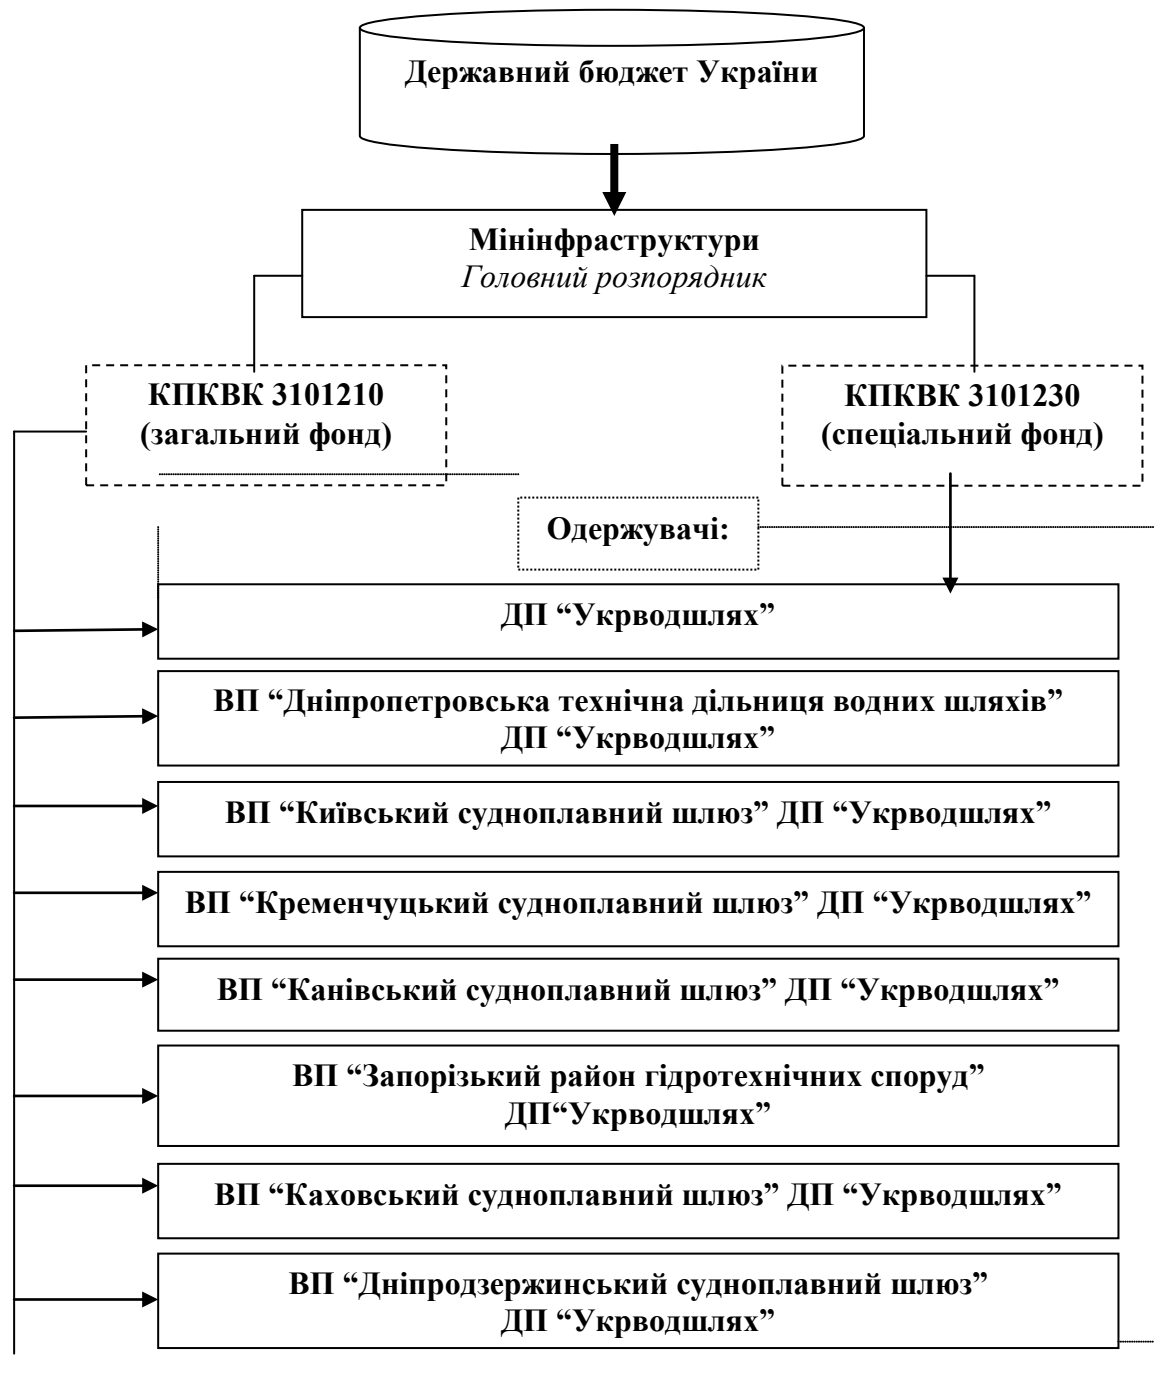 Державний бюджет України
Мінінфраструктури
Головний розпорядник
КПКВК 3101210
(загальний фонд)
КПКВК 3101230
(спеціальний фонд)
Одержувачі:
ДП “Укрводшлях”
ВП “Дніпропетровська технічна дільниця водних шляхів”
ДП “Укрводшлях”
ВП “Київський судноплавний шлюз” ДП “Укрводшлях”
ВП “Кременчуцький судноплавний шлюз” ДП “Укрводшлях”
ВП “Канівський судноплавний шлюз” ДП “Укрводшлях”
ВП “Запорізький район гідротехнічних споруд”
ДП“Укрводшлях”
ВП “Каховський судноплавний шлюз” ДП “Укрводшлях”
ВП “Дніпродзержинський судноплавний шлюз”
ДП “Укрводшлях”